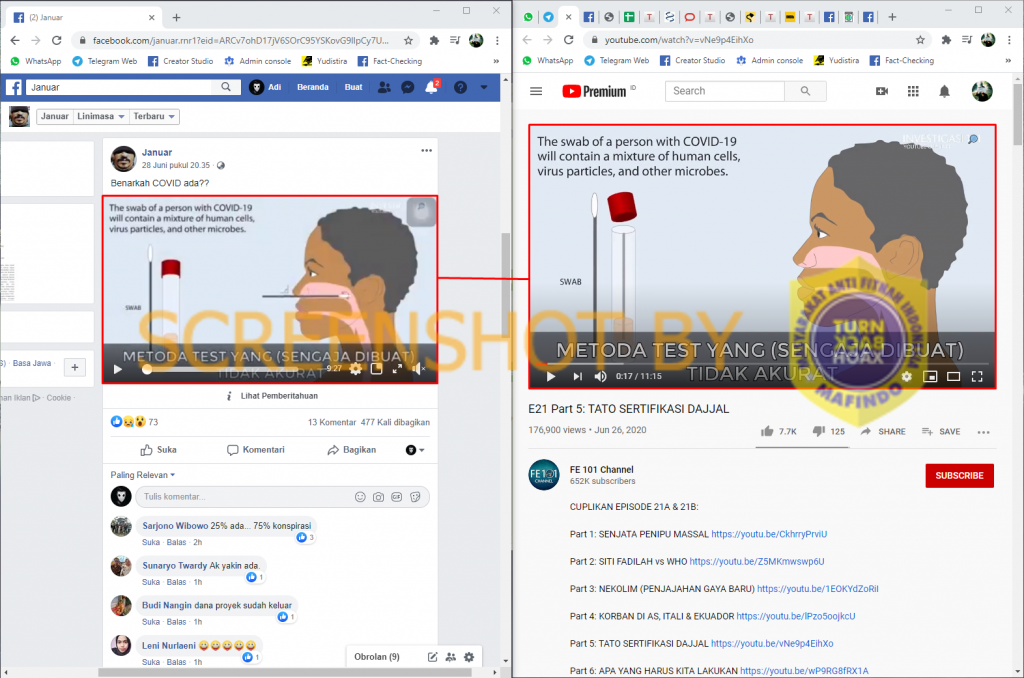 (2) Januar
facebook.com/januar.rnr1?eid=ARCv7ohD17jV6SOrC95YSKovG9llpCy7U...
WhatsApp
Telegram Web
Creator Studio
Admin console
Yudistira
Fact-Checking
»
Januar
Adi
Beranda
Buat
2
Januar
Linimasa
Terbaru
Januar
28 Juni pukul 20.35
Benarkah COVID ada??
The swab of a person with COVID-19
will contain a mixture of human cells,
virus particles, and other microbes.
SWAB
METODA TEST YANG (SENGAJA DIBUAT)
TIDAK AKURAT
9:27
Lihat Pemberitahuan
73
13 Komentar 477 Kali dibagikan
Suka
Komentari
Bagikan
Paling Relevan
Tulis komentar...
Sarjono Wibowo 25% ada... 75% konspirasi
3
Suka · Balas · 2h
Sunaryo Twardy Ak yakin ada.
1
Suka · Balas · 1h
Budi Nangin dana proyek sudah keluar
1
Suka · Balas · 1h
Leni Nurlaeni 😀😀😀😀😀
1
Suka · Balas · 1h
Basa Jawa
Cookie
Obrolan (9)
youtube.com/watch?v=vNe9p4EihXo
WhatsApp
Telegram Web
Creator Studio
Admin console
Yudistira
Fact-Checking
Premium
ID
Search
The swab of a person with COVID-19
will contain a mixture of human cells,
virus particles, and other microbes.
INVESTIGASI
SWAB
METODA TEST YANG (SENGAJA DIBUAT)
TIDAK AKURAT
0:17 / 11:15
E21 Part 5: TATO SERTIFIKASI DAJJAL
176,900 views • Jun 26, 2020
7.7K
125
SHARE
SAVE
FE 101
CHANNEL
FE 101 Channel
652K subscribers
SUBSCRIBE
CUPLIKAN EPISODE 21A & 21B:
Part 1: SENJATA PENIPU MASSAL https://youtu.be/CkhrryPrviU
Part 2: SITI FADILAH vs WHO https://youtu.be/Z5MKmwswp6U
Part 3: NEKOLIM (PENJAJAHAN GAYA BARU) https://youtu.be/1EOKYdZoRiI
Part 4: KORBAN DI AS, ITALI & EKUADOR https://youtu.be/lPzo5oojkcU
Part 5: TATO SERTIFIKASI DAJJAL https://youtu.be/vNe9p4EihXo
Part 6: APA YANG HARUS KITA LAKUKAN https://youtu.be/wP9RG8fRX1A
SCREENSHOT BY
MASYARAKAT ANTI FITNAH INDONESIA
TURN
BACK
HOAX
MAFINDO